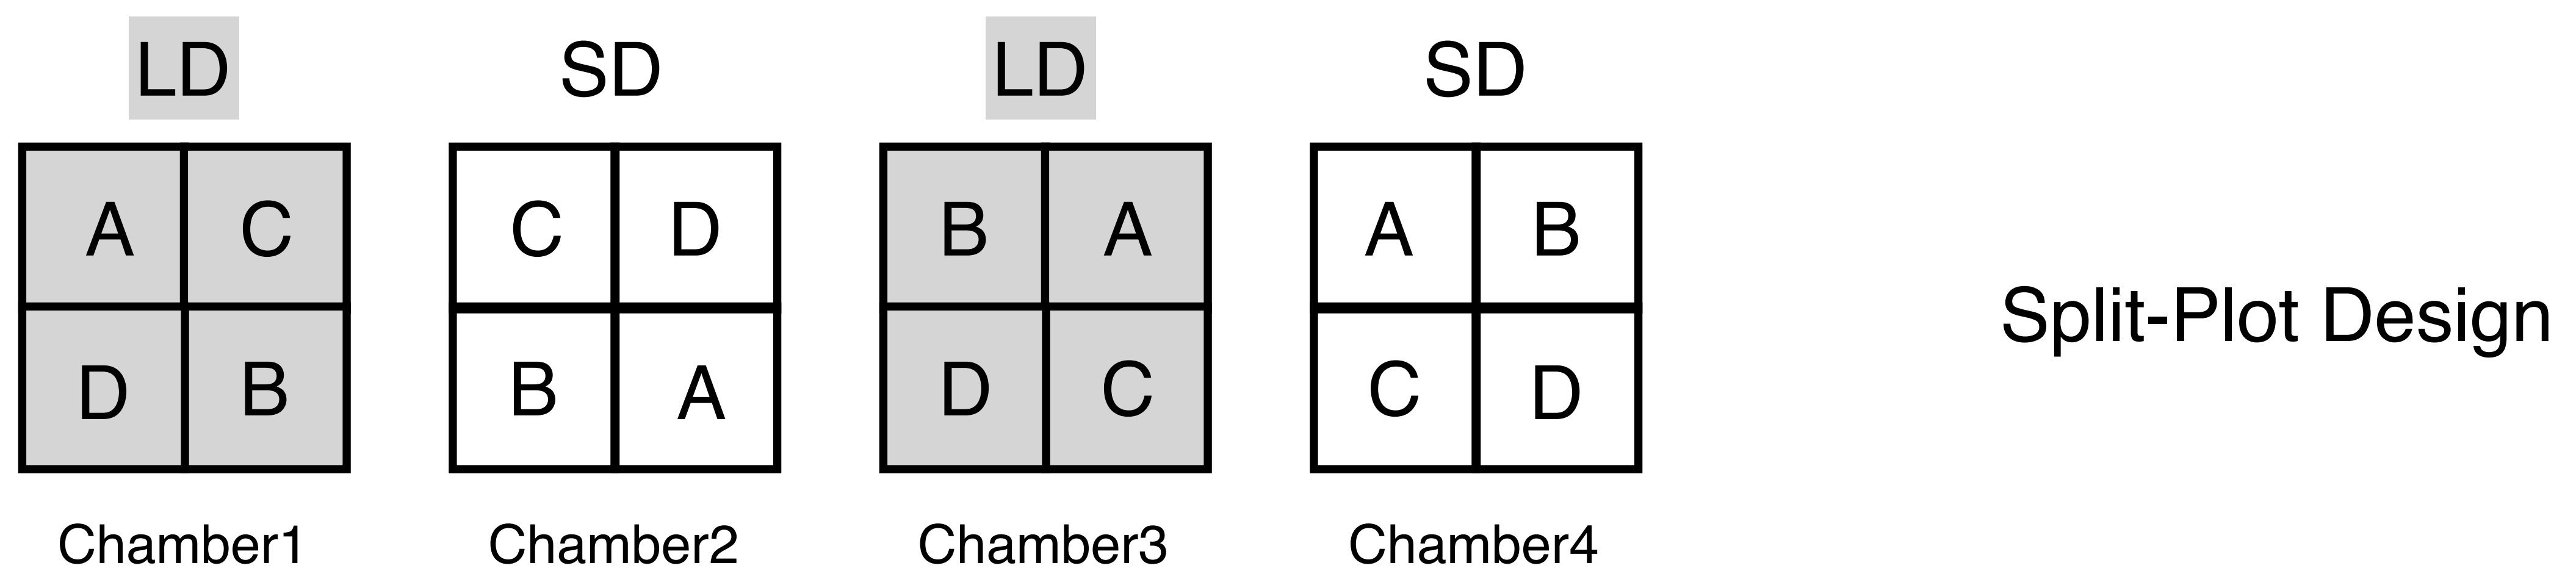 LD SD LD SD
A C C D B A A B
Split-Plot Design
D B B A D C C D
Chamber1 Chamber2 Chamber3 Chamber4